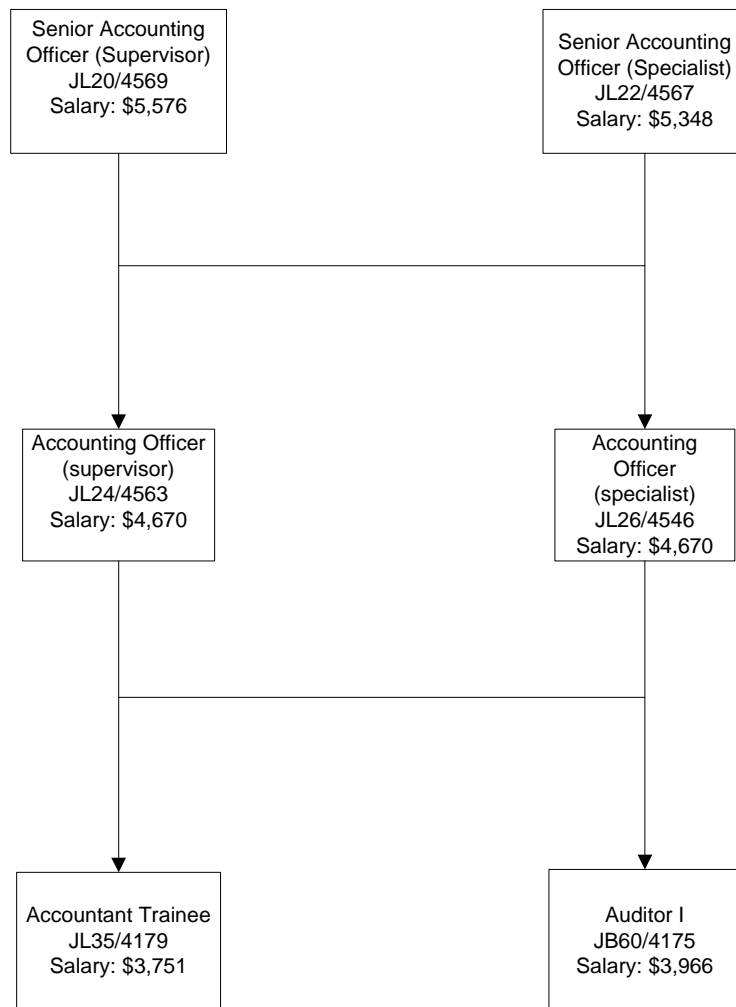 Senior Accounting
Officer (Supervisor)
JL20/4569
Salary: $5,576
Senior Accounting
Officer (Specialist)
JL22/4567
Salary: $5,348
Accounting Officer
(supervisor)
JL24/4563
Salary: $4,670
Accounting
Officer
(specialist)
JL26/4546
Salary: $4,670
Accountant Trainee
JL35/4179
Salary: $3,751
Auditor I
JB60/4175
Salary: $3,966